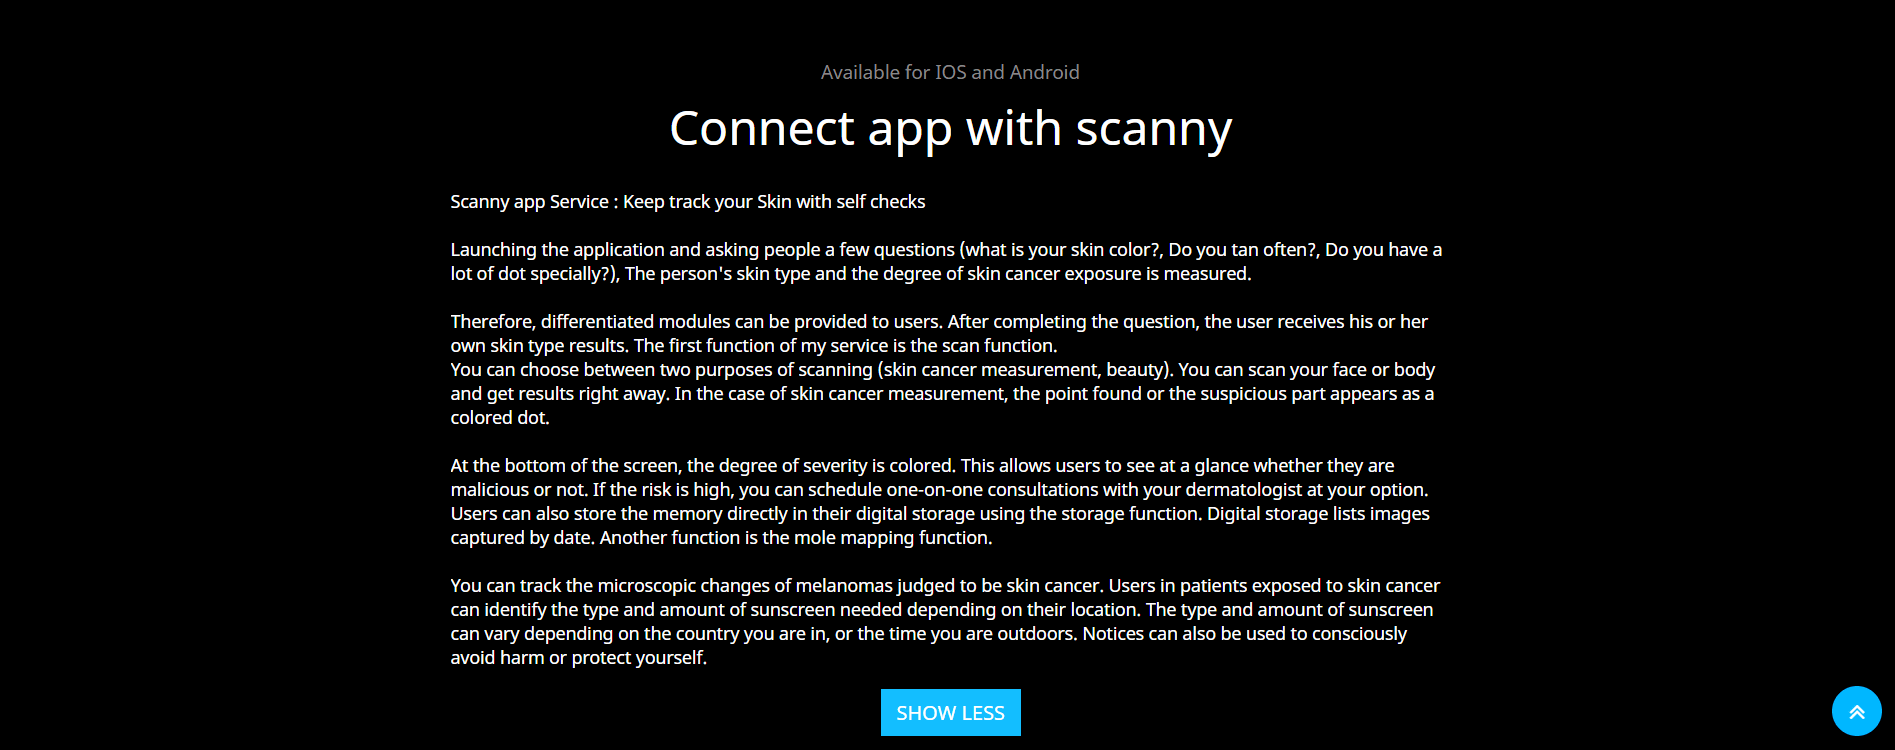 Available for IOS and Android
Connect app with scanny
Scanny app Service : Keep track your Skin with self checks
Launching the application and asking people a few questions (what is your skin color?, Do you tan often?, Do you have a
lot of dot specially?), The person's skin type and the degree of skin cancer exposure is measured.
Therefore, differentiated modules can be provided to users. After completing the question, the user receives his or her
own skin type results. The first function of my service is the scan function.
You can choose between two purposes of scanning (skin cancer measurement, beauty). You can scan your face or body
and get results right away. In the case of skin cancer measurement, the point found or the suspicious part appears as a
colored dot.
At the bottom of the screen, the degree of severity is colored. This allows users to see at a glance whether they are
malicious or not. If the risk is high, you can schedule one-on-one consultations with your dermatologist at your option.
Users can also store the memory directly in their digital storage using the storage function. Digital storage lists images
captured by date. Another function is the mole mapping function.
You can track the microscopic changes of melanomas judged to be skin cancer. Users in patients exposed to skin cancer
can identify the type and amount of sunscreen needed depending on their location. The type and amount of sunscreen
can vary depending on the country you are in, or the time you are outdoors. Notices can also be used to consciously
avoid harm or protect yourself.
SHOW LESS